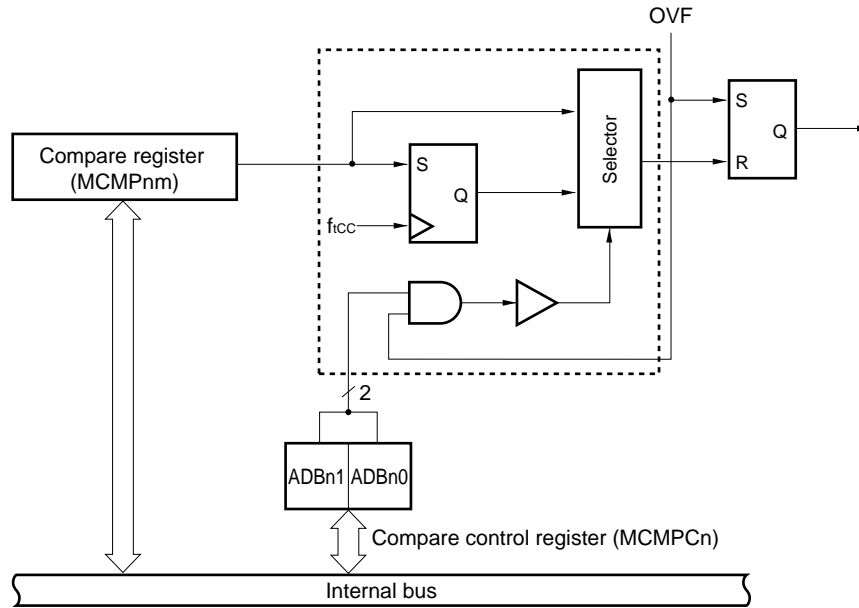 OVF
Compare register
(MCMPnm)
S
Q
ftCC
Selector
S
Q
R
2
ADBn1 ADBn0
Compare control register (MCMPCn)
Internal bus